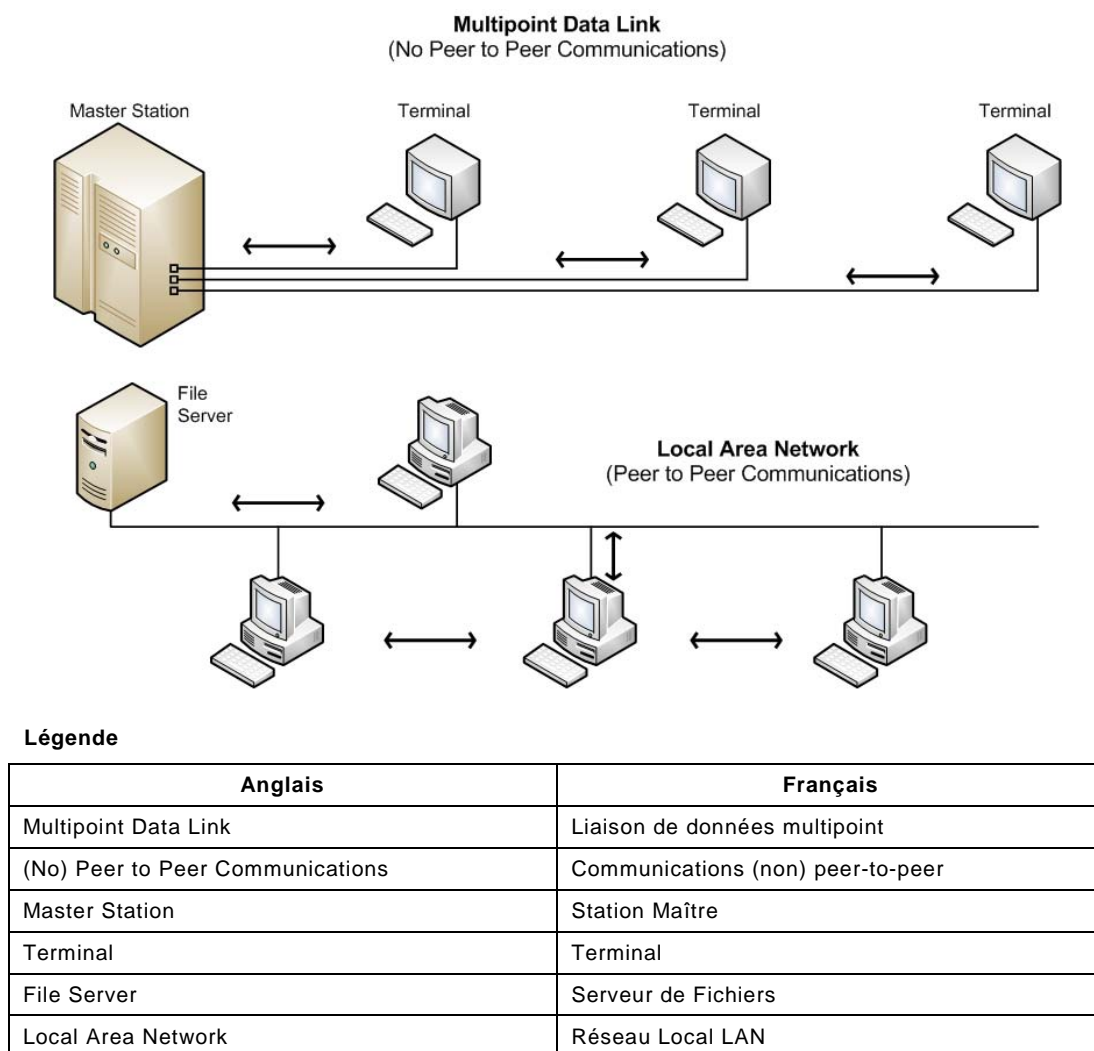 Multipoint Data Link
(No Peer to Peer Communications)
Master Station
Terminal
Terminal
Terminal
File
Server
Local Area Network
(Peer to Peer Communications)
Légende
Anglais Français
Multipoint Data Link Liaison de données multipoint
(No) Peer to Peer Communications Communications (non) peer-to-peer
Master Station Station Maître
Terminal Terminal
File Server Serveur de Fichiers
Local Area Network Réseau Local LAN